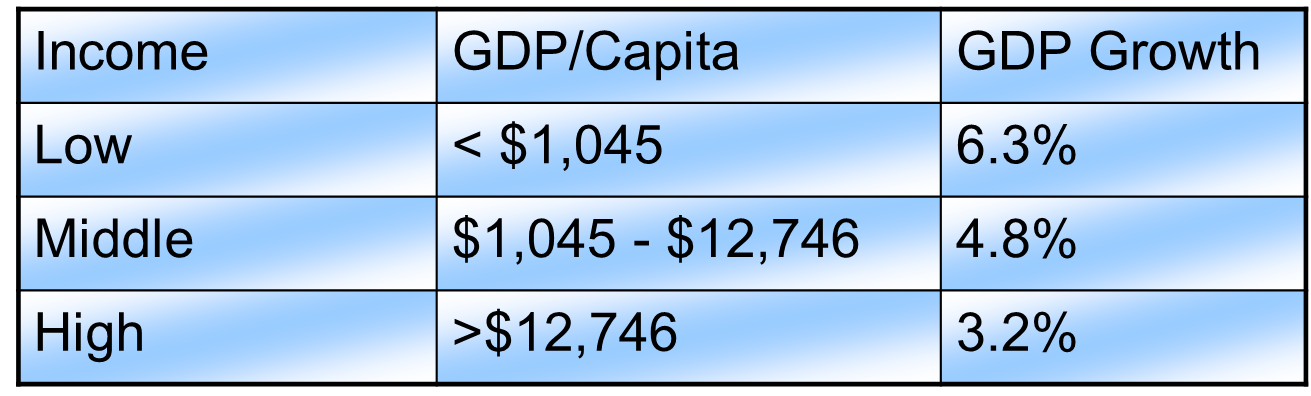 Income GDP/Capita GDP Growth
Low < $1,045 6.3%
Middle $1,045 - $12,746 4.8%
High >$12,746 3.2%